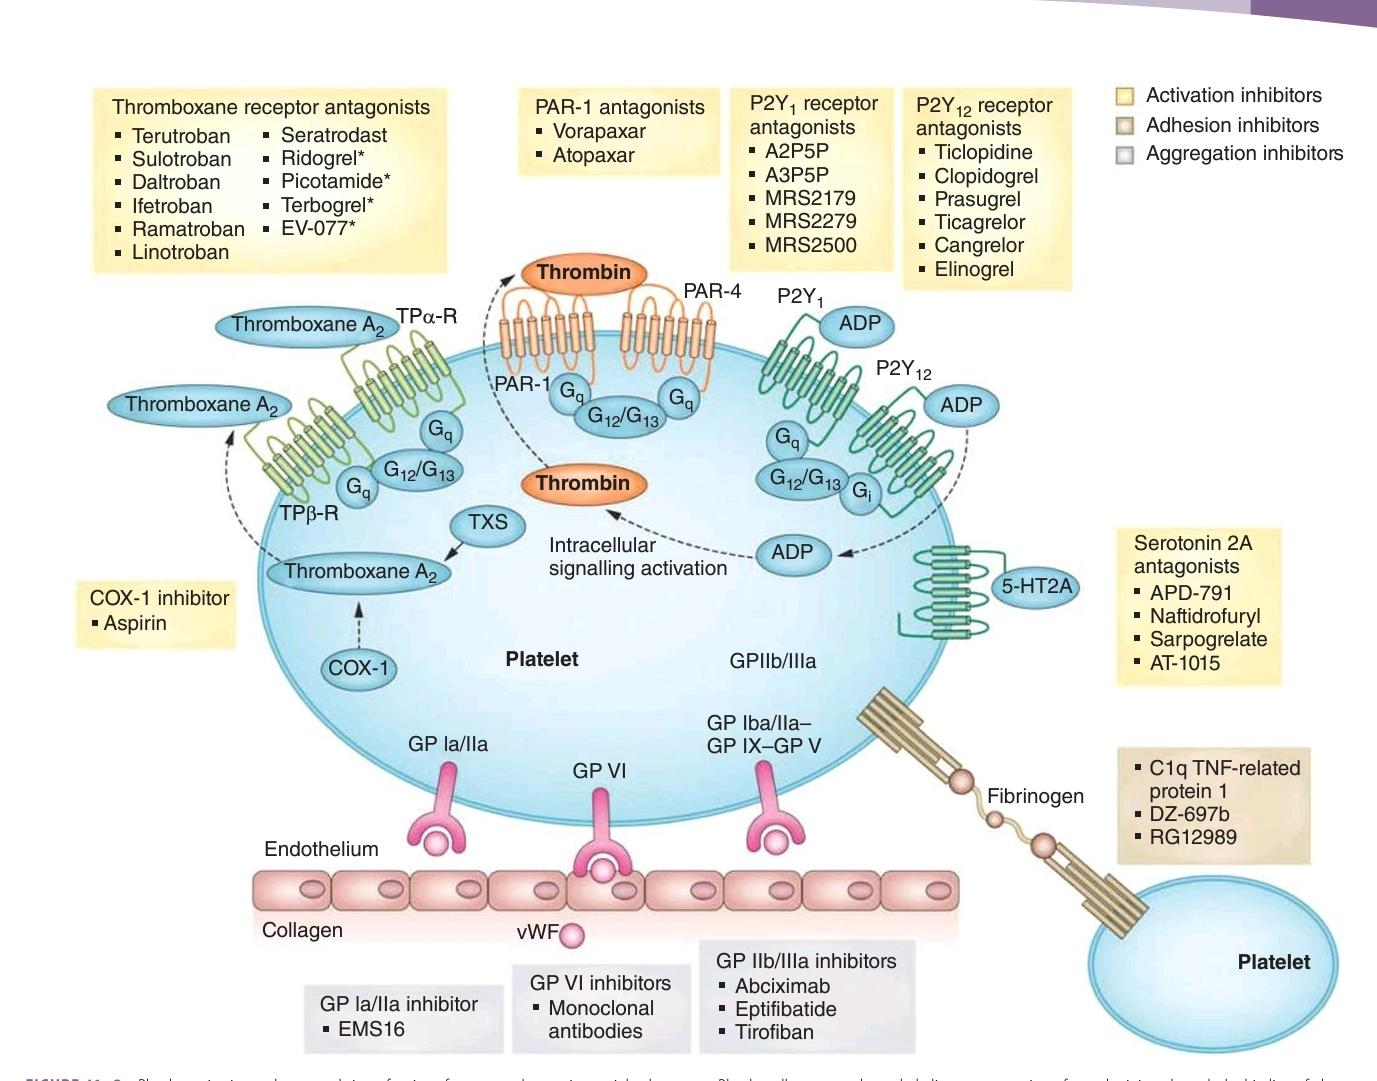 Thromboxane receptor antagonists
▪ Terutroban
▪ Sulotroban
▪ Daltroban
▪ Ifetroban
▪ Ramatroban
▪ Linotroban
▪ Seratrodast
▪ Ridogrel*
▪ Picotamide*
▪ Terbogrel*
▪ EV-077*
PAR-1 antagonists
▪ Vorapaxar
▪ Atopaxar
P2Y1 receptor
antagonists
▪ A2P5P
▪ A3P5P
▪ MRS2179
▪ MRS2279
▪ MRS2500
P2Y12 receptor
antagonists
▪ Ticlopidine
▪ Clopidogrel
▪ Prasugrel
▪ Ticagrelor
▪ Cangrelor
▪ Elinogrel
Activation inhibitors
Adhesion inhibitors
Aggregation inhibitors
Thrombin
PAR-4
P2Y1
ADP
Thromboxane A2
TPα-R
PAR-1
Gq
G12/G13
Gq
P2Y12
ADP
Thromboxane A2
Gq
G12/G13
Gq
TPβ-R
Gq
G12/G13
Gi
Thrombin
TXS
Intracellular
signalling activation
ADP
Thromboxane A2
5-HT2A
Serotonin 2A
antagonists
▪ APD-791
▪ Naftidrofuryl
▪ Sarpogrelate
▪ AT-1015
COX-1 inhibitor
▪ Aspirin
COX-1
Platelet
GPIIb/IIIa
GP Ia/IIa
GP VI
GP Iba/IIa–
GP IX–GP V
Fibrinogen
▪ C1q TNF-related
protein 1
▪ DZ-697b
▪ RG12989
Endothelium
Collagen
vWF
Platelet
GP Ia/IIa inhibitor
▪ EMS16
GP VI inhibitors
▪ Monoclonal
antibodies
GP IIb/IIIa inhibitors
▪ Abciximab
▪ Eptifibatide
▪ Tirofiban